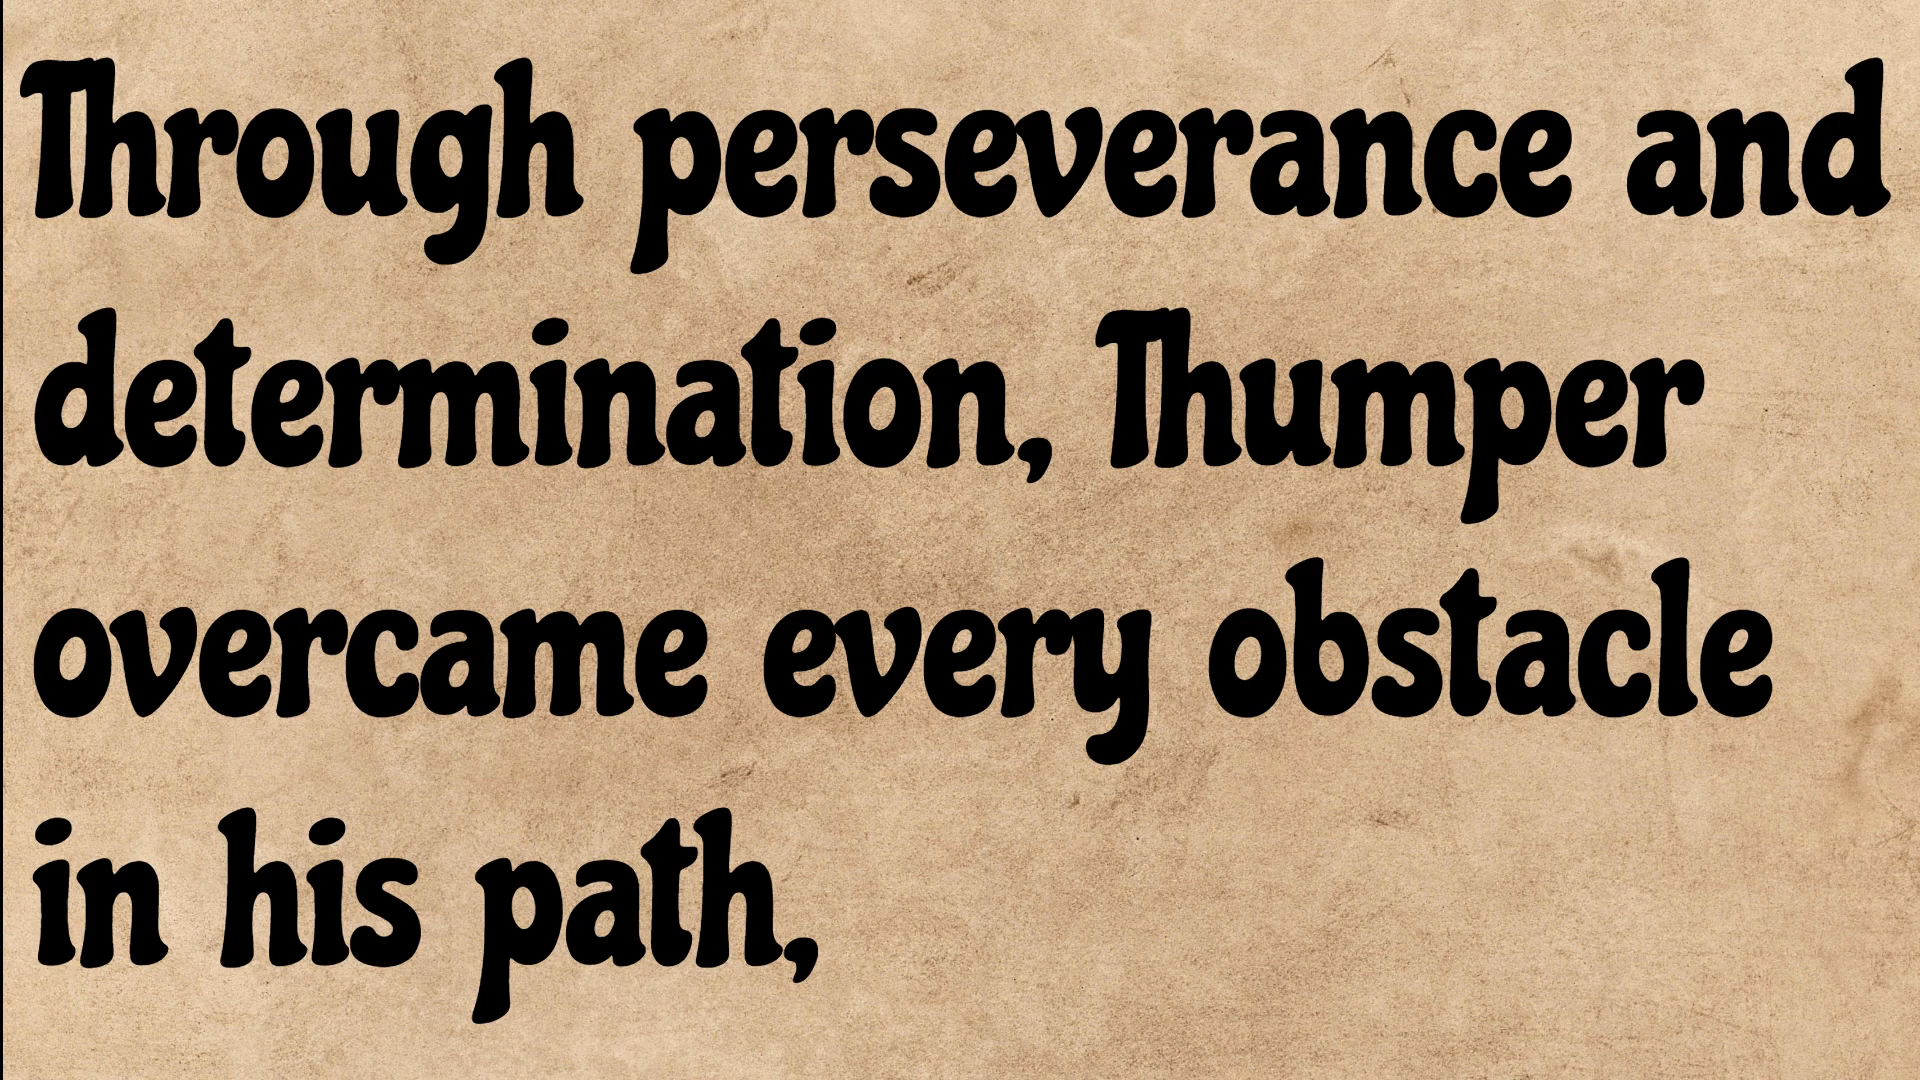 Through perseverance and
determination, Thumper
overcame every obstacle
in his path,